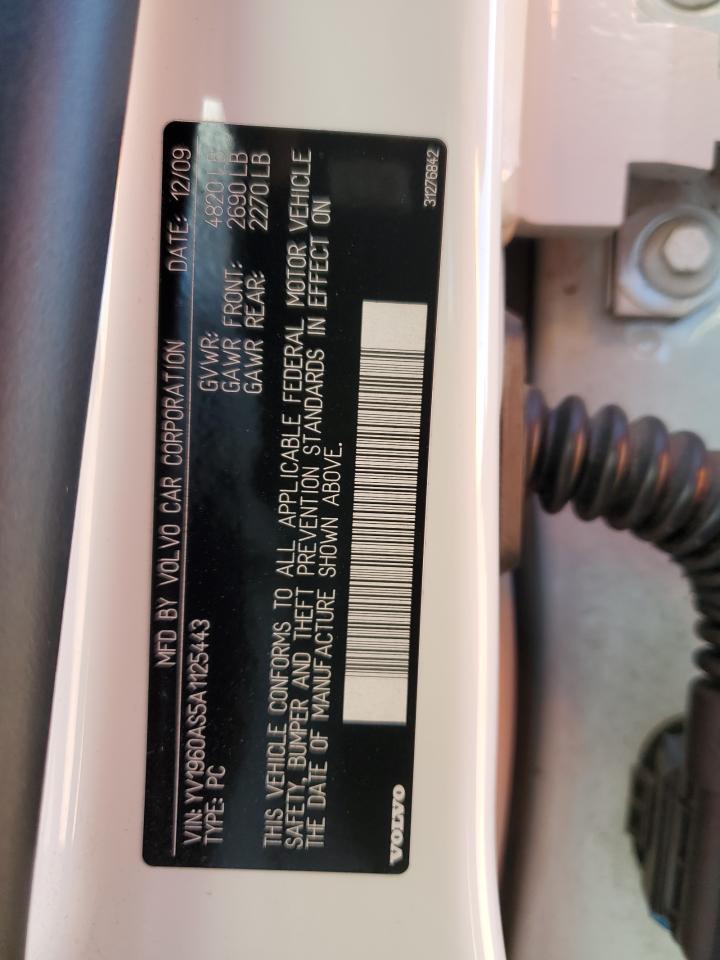 MFD BY VOLVO CAR CORPORATION DATE: 12/09
VIN: YV1960AS5A1125443 GVWR: 4820 LB
TYPE: PC GAWR FRONT: 2690 LB
GAWR REAR: 2270 LB
THIS VEHICLE CONFORMS TO ALL APPLICABLE FEDERAL MOTOR VEHICLE
SAFETY, BUMPER AND THEFT PREVENTION STANDARDS IN EFFECT ON
THE DATE OF MANUFACTURE SHOWN ABOVE.
VOLVO
31276842